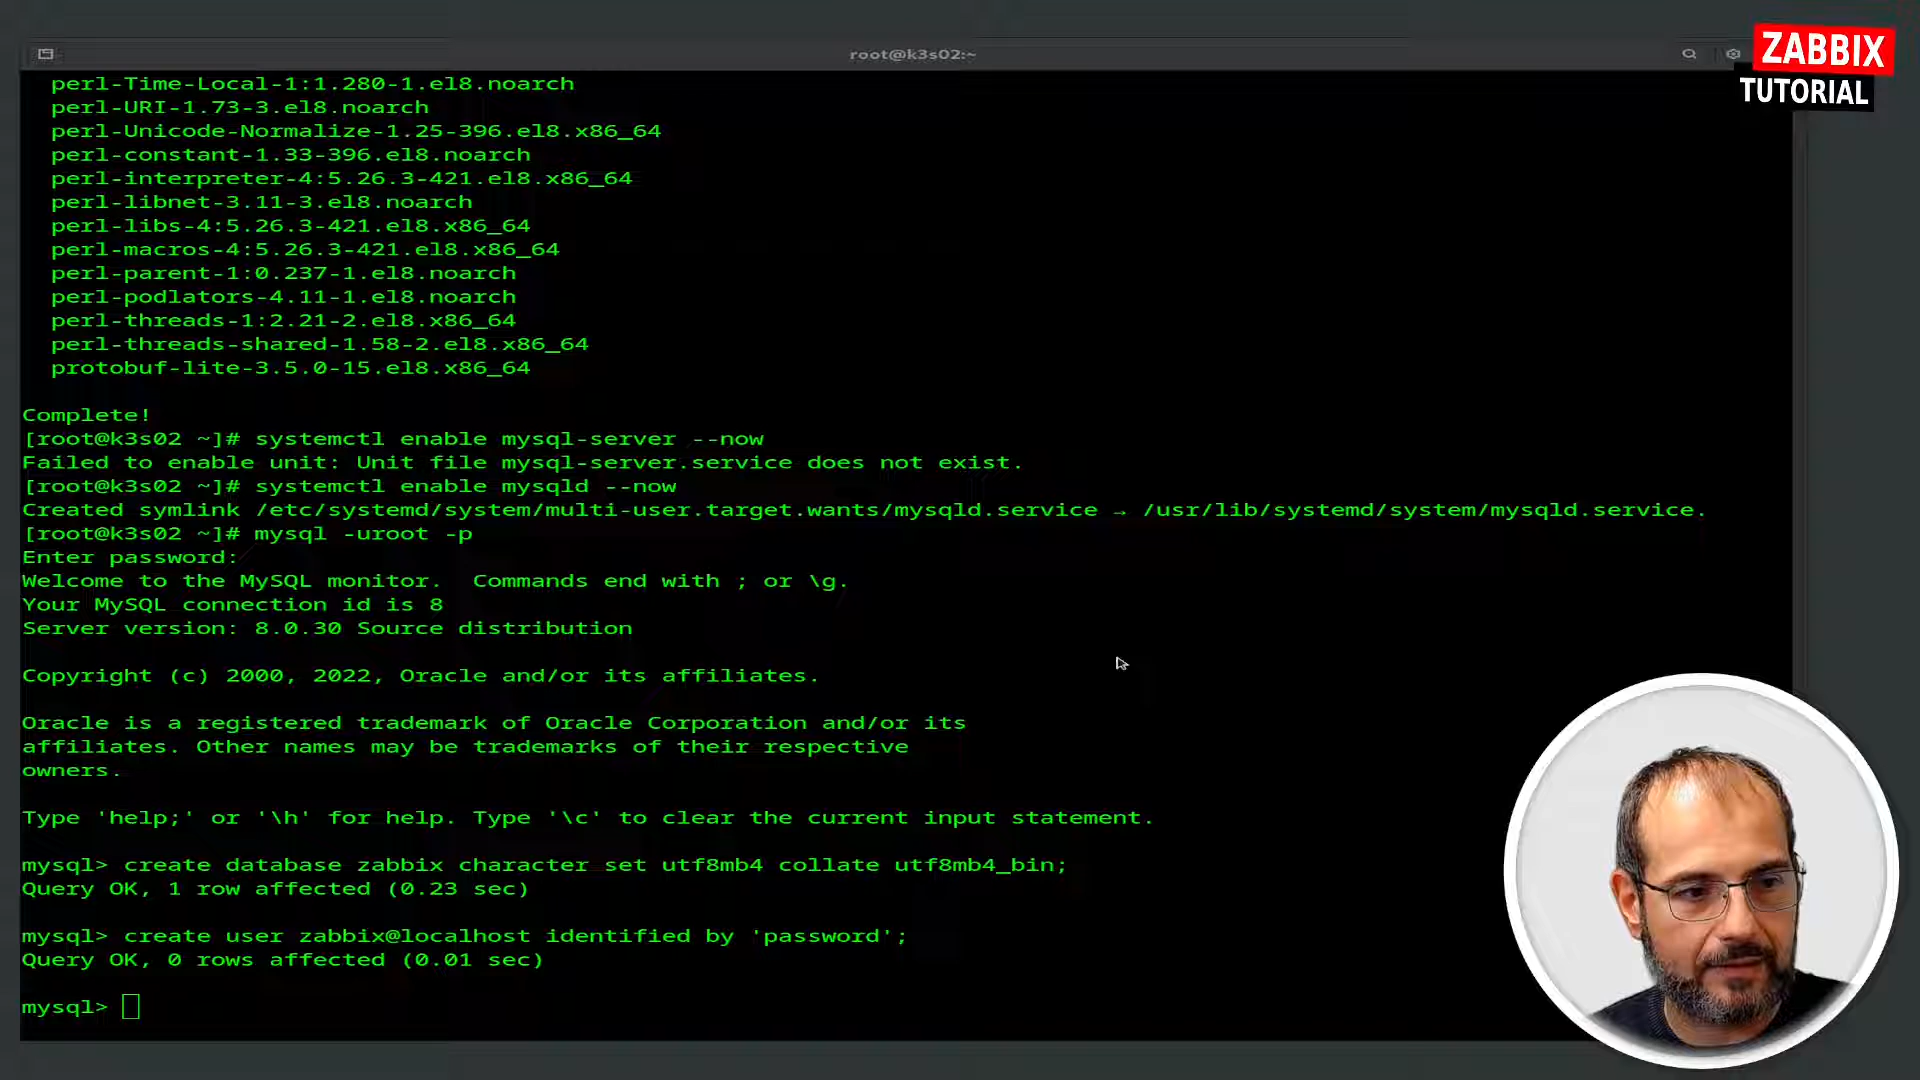 root@k3s02:~
ZABBIX
TUTORIAL
perl-Time-Local-1:1.280-1.el8.noarch
perl-URI-1.73-3.el8.noarch
perl-Unicode-Normalize-1.25-396.el8.x86_64
perl-constant-1.33-396.el8.noarch
perl-interpreter-4:5.26.3-421.el8.x86_64
perl-libnet-3.11-3.el8.noarch
perl-libs-4:5.26.3-421.el8.x86_64
perl-macros-4:5.26.3-421.el8.x86_64
perl-parent-1:0.237-1.el8.noarch
perl-podlators-4.11-1.el8.noarch
perl-threads-1:2.21-2.el8.x86_64
perl-threads-shared-1.58-2.el8.x86_64
protobuf-lite-3.5.0-15.el8.x86_64
Complete!
[root@k3s02 ~]# systemctl enable mysql-server --now
Failed to enable unit: Unit file mysql-server.service does not exist.
[root@k3s02 ~]# systemctl enable mysqld --now
Created symlink /etc/systemd/system/multi-user.target.wants/mysqld.service → /usr/lib/systemd/system/mysqld.service.
[root@k3s02 ~]# mysql -uroot -p
Enter password:
Welcome to the MySQL monitor.  Commands end with ; or \g.
Your MySQL connection id is 8
Server version: 8.0.30 Source distribution
Copyright (c) 2000, 2022, Oracle and/or its affiliates.
Oracle is a registered trademark of Oracle Corporation and/or its
affiliates. Other names may be trademarks of their respective
owners.
Type 'help;' or '\h' for help. Type '\c' to clear the current input statement.
mysql> create database zabbix character set utf8mb4 collate utf8mb4_bin;
Query OK, 1 row affected (0.23 sec)
mysql> create user zabbix@localhost identified by 'password';
Query OK, 0 rows affected (0.01 sec)
mysql>